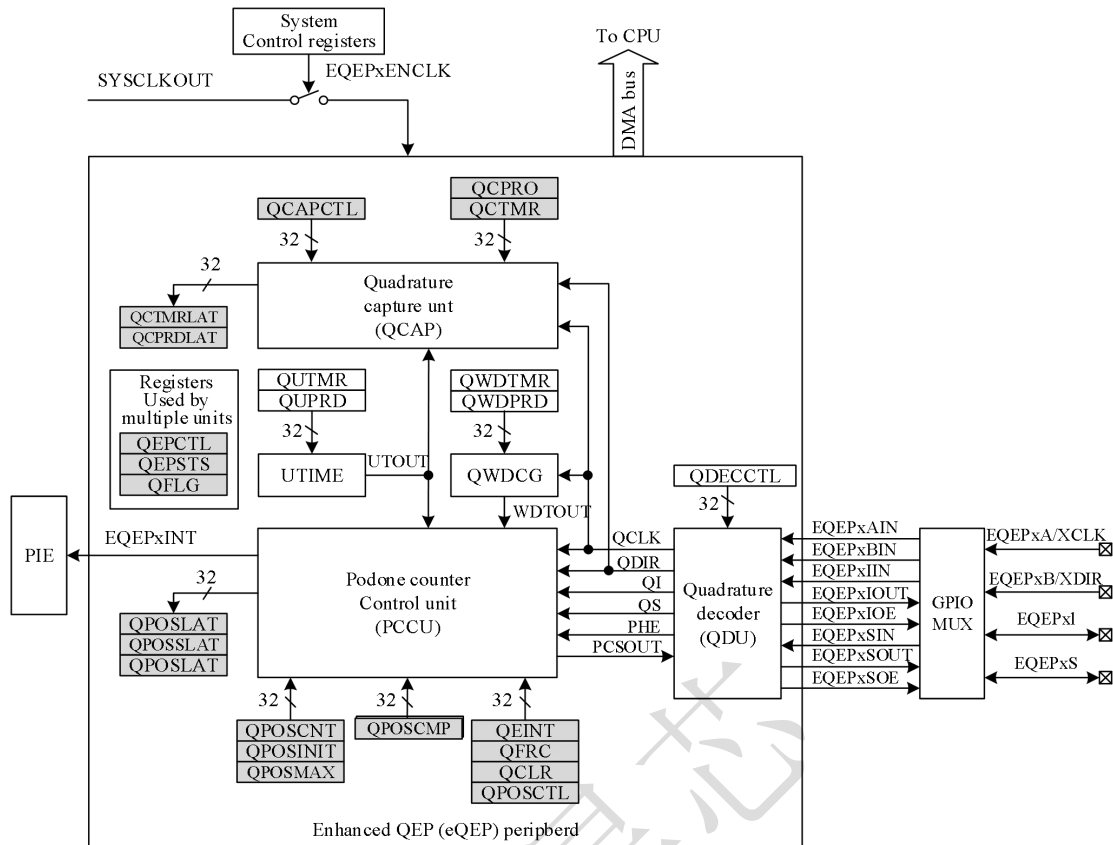 System
Control registers
To CPU
SYSCLKOUT
EQEPxENCLK
DMA bus
QCPRO
QCAPCTL
QCTMR
32
32
32
Quadrature
capture unt
(QCAP)
QCTMRLAT
QCPRDLAT
Registers
Used by
multiple units
QEPCTL
QEPSTS
QFLG
QUTMR
QUPRD
QWDTMR
QWDPRD
32
32
UTIME
UTOUT
QWDCG
WDTOUT
QDECCTL
32
PIE
EQEPxINT
32
Podone counter
Control unit
(PCCU)
QCLK
QDIR
QI
QS
PHE
PCSOUT
Quadrature
decoder
(QDU)
EQEPxAIN
EQEPxBIN
EQEPxIIN
EQEPxIOUT
EQEPxIOE
EQEPxSIN
EQEPxSOUT
EQEPxSOE
GPIO
MUX
EQEPxA/XCLK
EQEPxB/XDIR
EQEPxl
EQEPxS
QPOSLAT
QPOSSLAT
QPOSLAT
32
32
32
QPOSCNT
QPOSINIT
QPOSMAX
QPOSCMP
QEINT
QFRC
QCLR
QPOSCTL
Enhanced QEP (eQEP) peripberd
芯